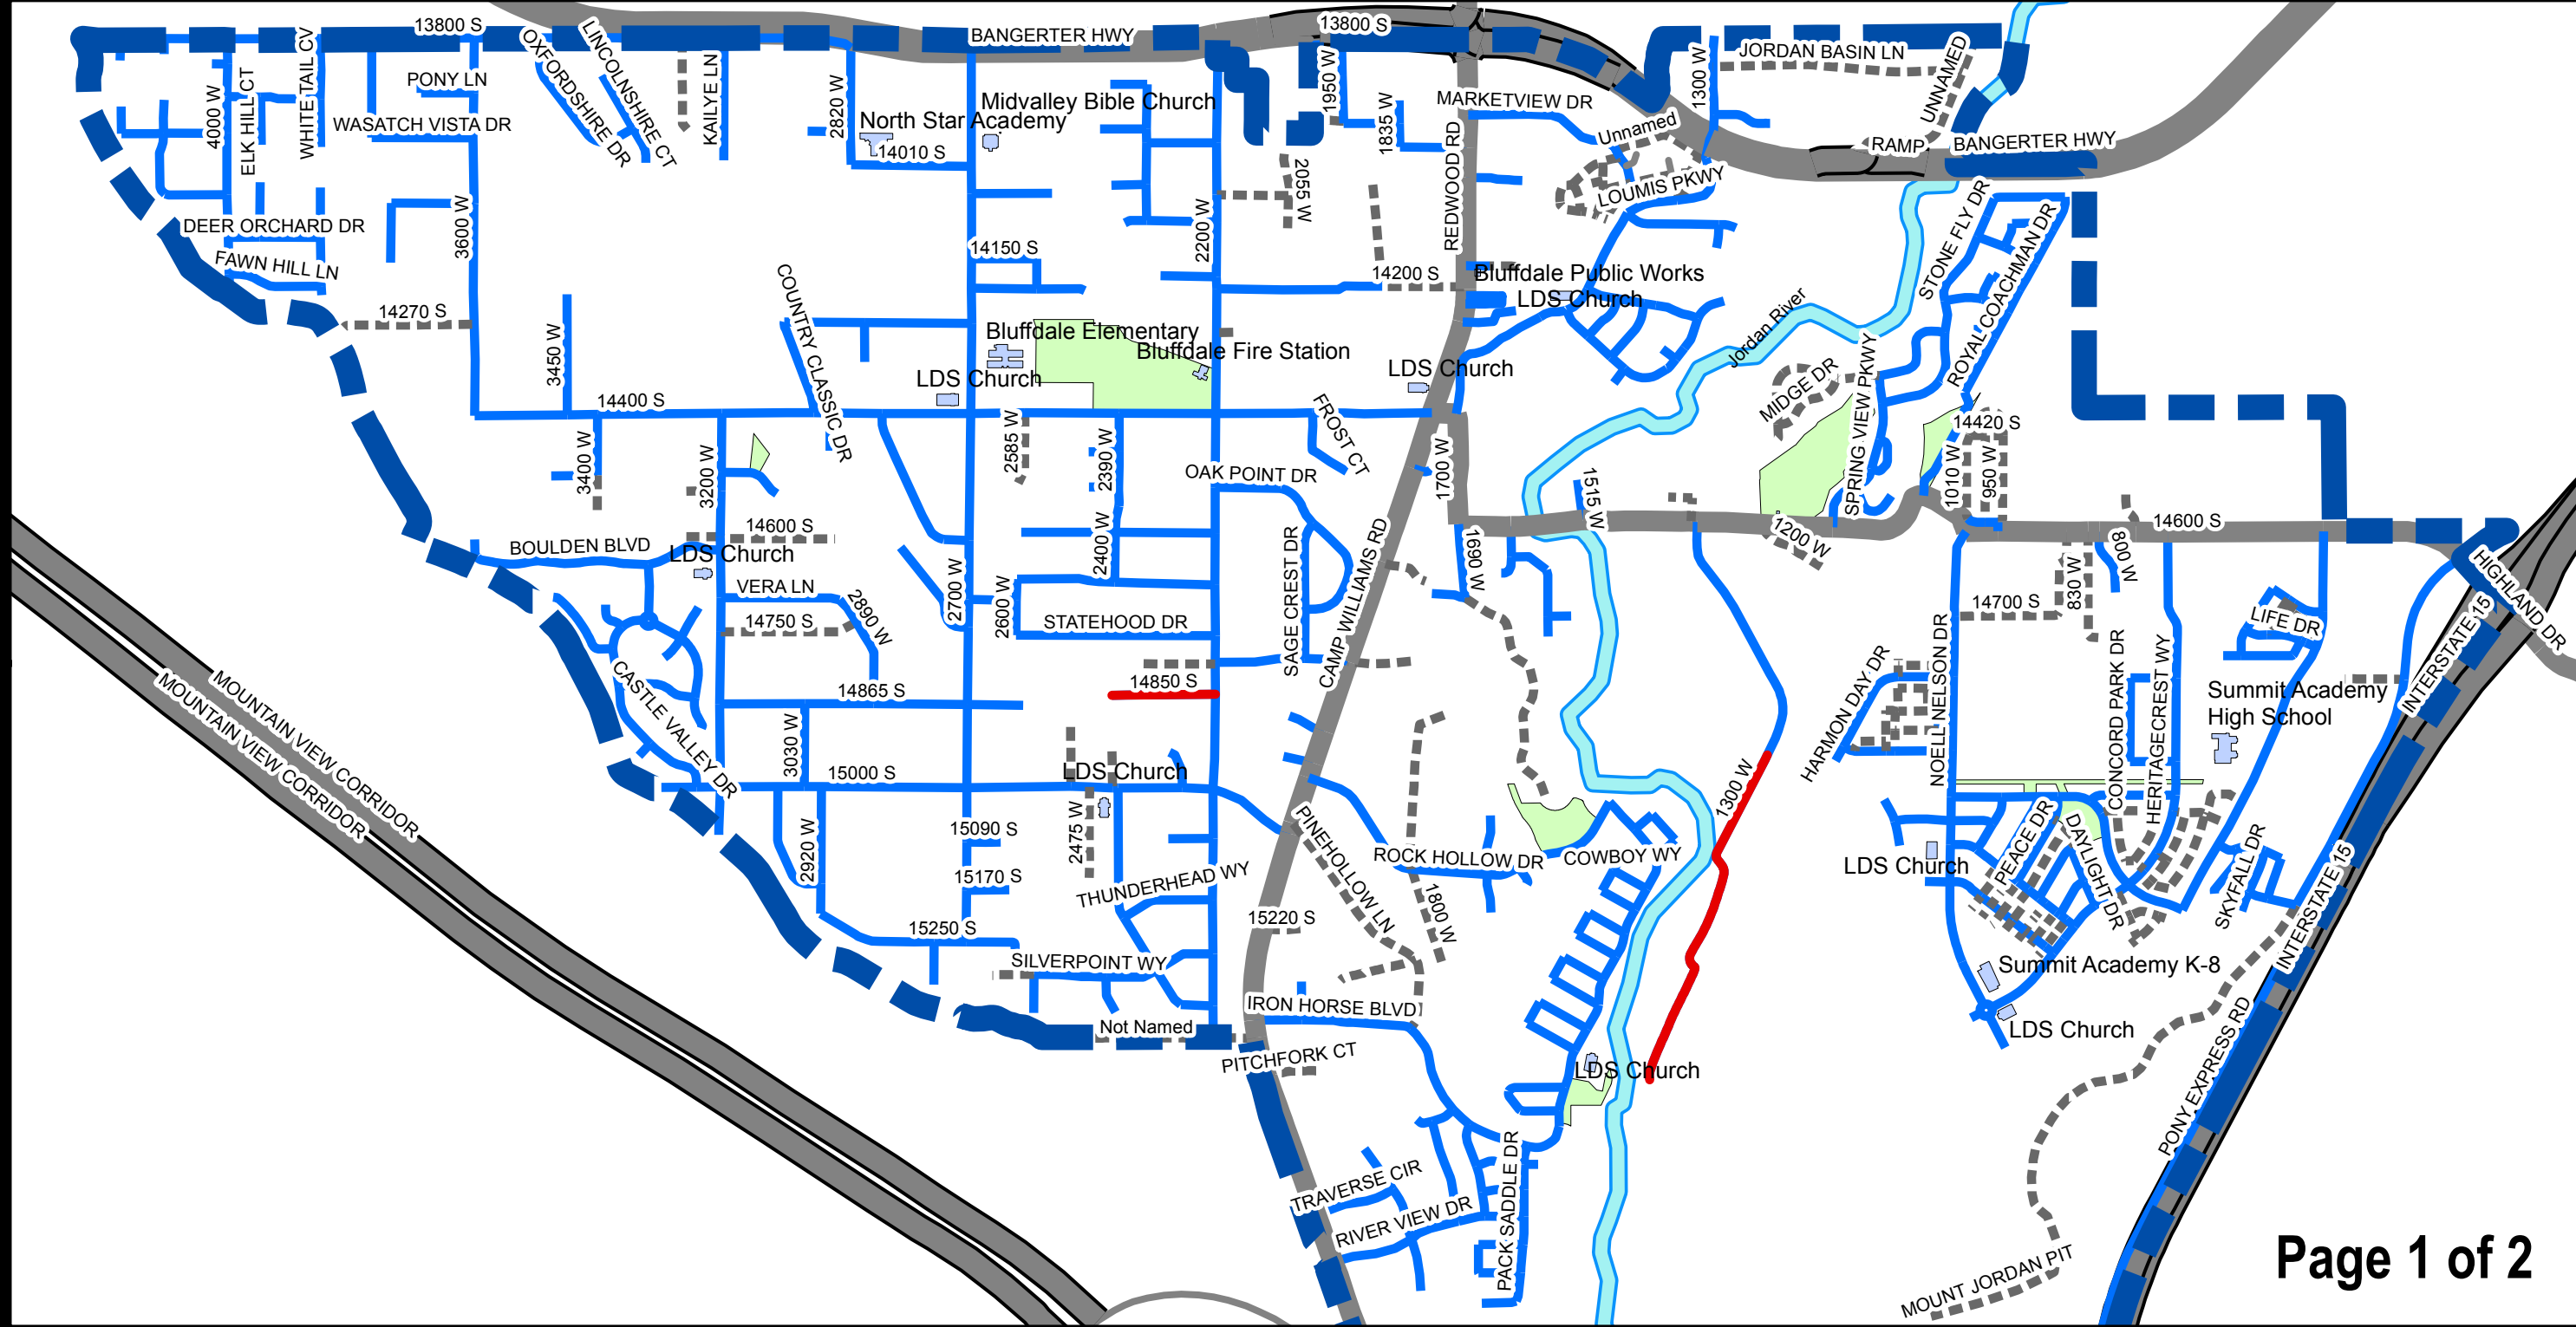 13800 S
BANGERTER HWY
13800 S
WHITE TAIL CV
OXFORDSHIRE DR
LINCOLNSHIRE CT
KAILYE LN
2820 W
1950 W
1300 W
JORDAN BASIN LN
UNNAMED
PONY LN
4000 W
ELK HILL CT
WASATCH VISTA DR
Midvalley Bible Church
North Star Academy
14010 S
MARKETVIEW DR
1835 W
REDWOOD RD
Unnamed
RAMP
BANGERTER HWY
2055 W
LOUMIS PKWY
DEER ORCHARD DR
3600 W
2200 W
STONE FLY DR
ROYAL COACHMAN DR
FAWN HILL LN
14150 S
14200 S
Bluffdale Public Works
LDS Church
COUNTRY CLASSIC DR
14270 S
Jordan River
Bluffdale Elementary
Bluffdale Fire Station
3450 W
LDS Church
LDS Church
MIDGE DR
SPRING VIEW PKWY
14400 S
FROST CT
14420 S
3400 W
3200 W
2585 W
2390 W
1700 W
1010 W
950 W
OAK POINT DR
1515 W
14600 S
14600 S
1200 W
BOULDEN BLVD
LDS Church
2400 W
SAGE CREST DR
CAMP WILLIAMS RD
1690 W
830 W
800 W
HIGHLAND DR
VERA LN
2890 W
2700 W
2600 W
14750 S
STATEHOOD DR
14700 S
LIFE DR
INTERSTATE 15
NOELL NELSON DR
HARMON DAY DR
CONCORD PARK DR
HERITAGECREST WY
MOUNTAIN VIEW CORRIDOR
MOUNTAIN VIEW CORRIDOR
CASTLE VALLEY DR
14865 S
14850 S
Summit Academy
High School
3030 W
15000 S
LDS Church
1300 W
15090 S
2475 W
2920 W
PINEHOLLOW LN
ROCK HOLLOW DR
COWBOY WY
LDS Church
PEACE DR
DAYLIGHT DR
SKYFALL DR
INTERSTATE 15
15170 S
THUNDERHEAD WY
1800 W
15220 S
15250 S
SILVERPOINT WY
Summit Academy K-8
IRON HORSE BLVD
Not Named
LDS Church
PITCHFORK CT
LDS Church
PONY EXPRESS RD
TRAVERSE CIR
RIVER VIEW DR
PACK SADDLE DR
MOUNT JORDAN PIT
Page 1 of 2